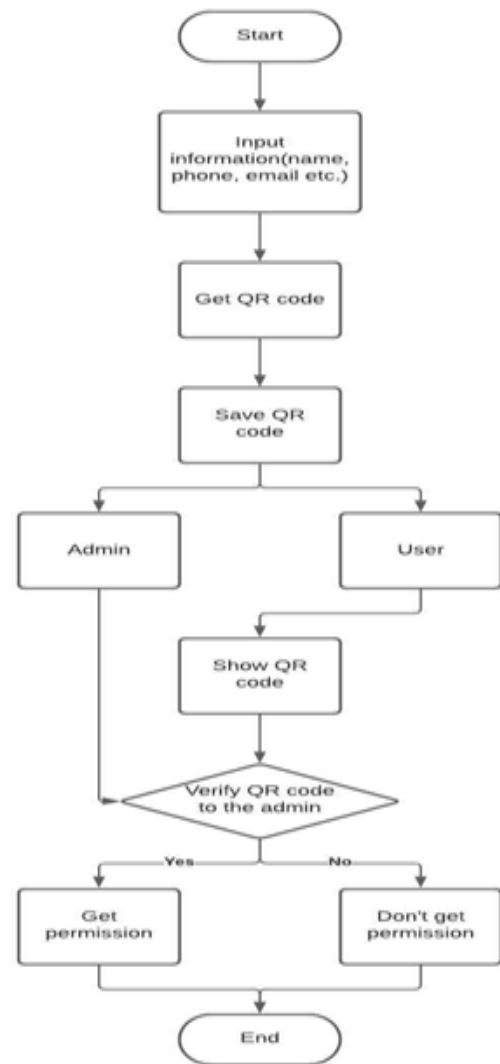 Start
Input
information(name,
phone, email etc.)
Get QR code
Save QR
code
Admin
User
Show QR
code
Verify QR code
to the admin
Yes
No
Get
permission
Don't get
permission
End